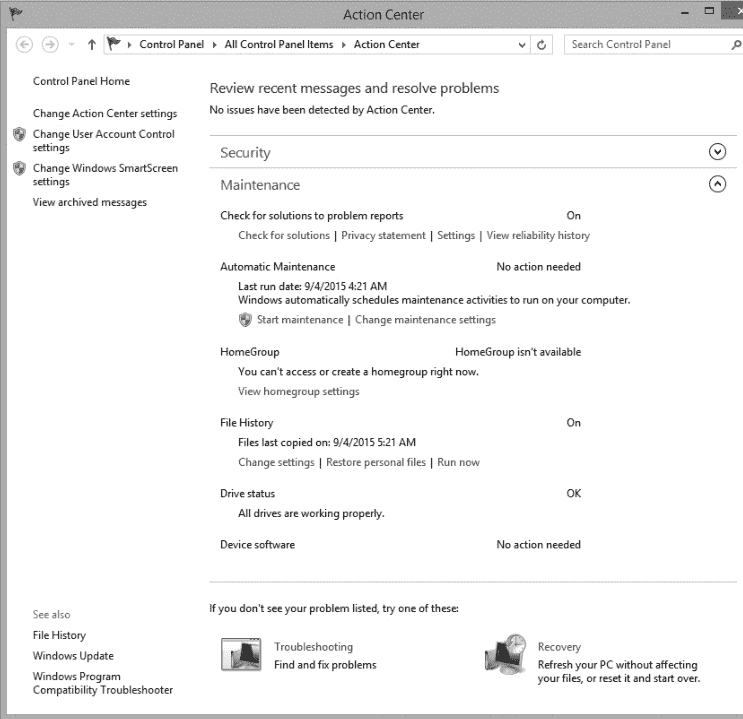 Action Center
Control Panel All Control Panel Items Action Center
Search Control Panel
Control Panel Home
Change Action Center settings
Change User Account Control
settings
Change Windows SmartScreen
settings
View archived messages
Review recent messages and resolve problems
No issues have been detected by Action Center.
Security
Maintenance
Check for solutions to problem reports On
Check for solutions | Privacy statement | Settings | View reliability history
Automatic Maintenance No action needed
Last run date: 9/4/2015 4:21 AM
Windows automatically schedules maintenance activities to run on your computer.
Start maintenance | Change maintenance settings
HomeGroup HomeGroup isn't available
You can't access or create a homegroup right now.
View homegroup settings
File History On
Files last copied on: 9/4/2015 5:21 AM
Change settings | Restore personal files | Run now
Drive status OK
All drives are working properly.
Device software No action needed
If you don't see your problem listed, try one of these:
Troubleshooting
Find and fix problems
Recovery
Refresh your PC without affecting
your files, or reset it and start over.
See also
File History
Windows Update
Windows Program
Compatibility Troubleshooter